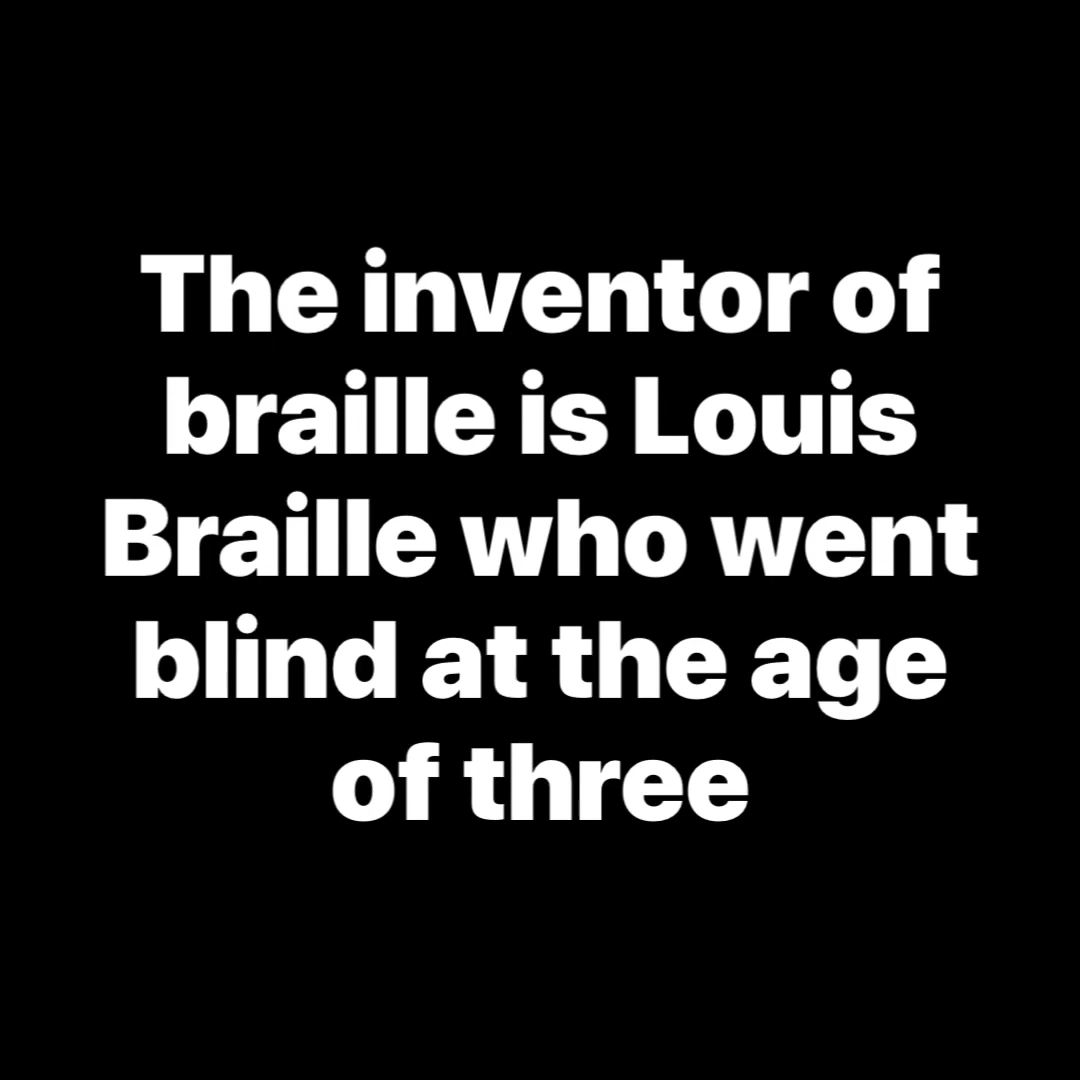 The inventor of
braille is Louis
Braille who went
blind at the age
of three